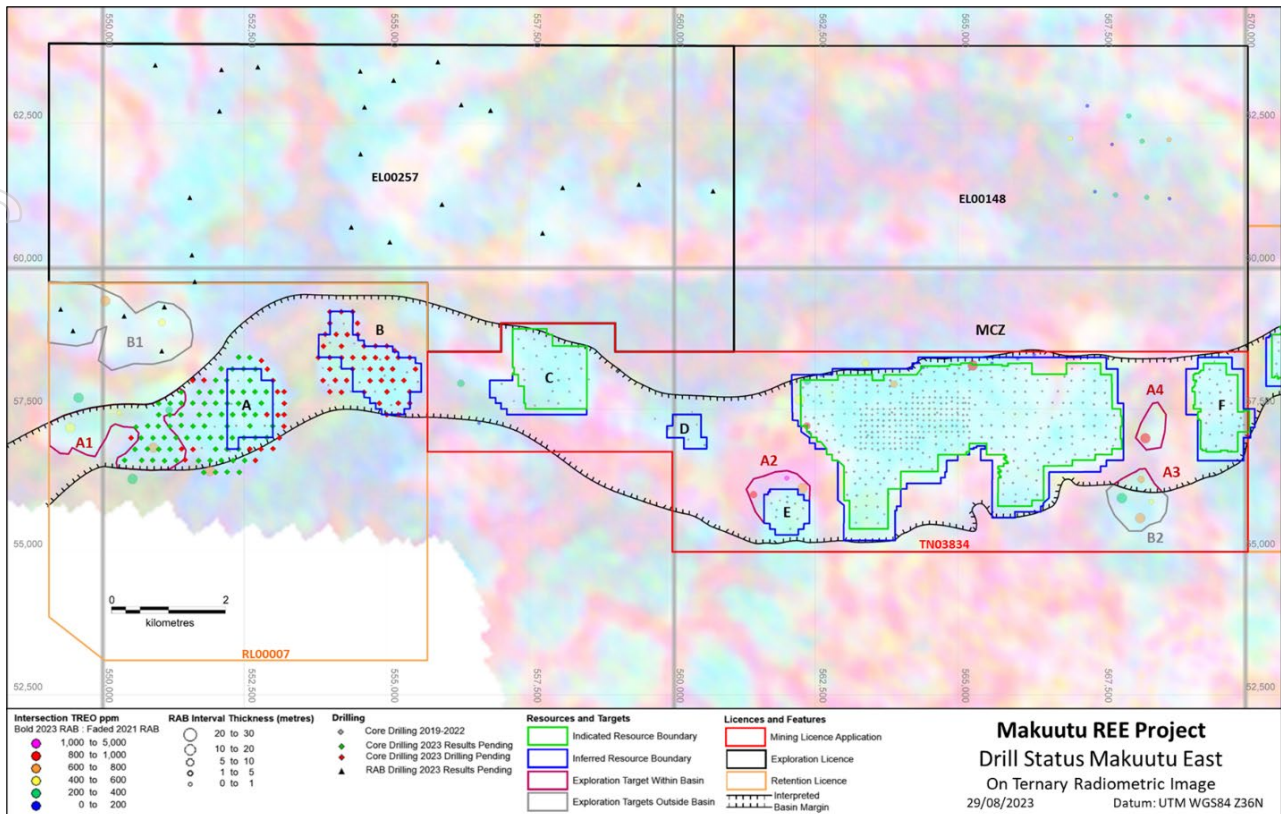 550,000
552,500
555,000
557,500
560,000
562,500
565,000
567,500
570,000
62,500
62,500
EL00257
EL00148
60,000
60,000
B1
B
MCZ
C
A
57,500
57,500
A1
D
A2
E
A4
F
A3
B2
55,000
55,000
TN03834
0 2
kilometres
RL00007
52,500
52,500
550,000
552,500
555,000
557,500
560,000
562,500
565,000
567,500
570,000
Intersection TREO ppm
Bold 2023 RAB : Faded 2021 RAB
1,000 to 5,000
800 to 1,000
600 to 800
400 to 600
200 to 400
0 to 200
RAB Interval Thickness (metres)
20 to 30
10 to 20
5 to 10
1 to 5
0 to 1
Drilling
Core Drilling 2019-2022
Core Drilling 2023 Results Pending
Core Drilling 2023 Drilling Pending
RAB Drilling 2023 Results Pending
Resources and Targets
Indicated Resource Boundary
Inferred Resource Boundary
Exploration Target Within Basin
Exploration Targets Outside Basin
Licences and Features
Mining Licence Application
Exploration Licence
Retention Licence
Interpreted
Basin Margin
Makuutu REE Project
Drill Status Makuutu East
On Ternary Radiometric Image
29/08/2023 Datum: UTM WGS84 Z36N